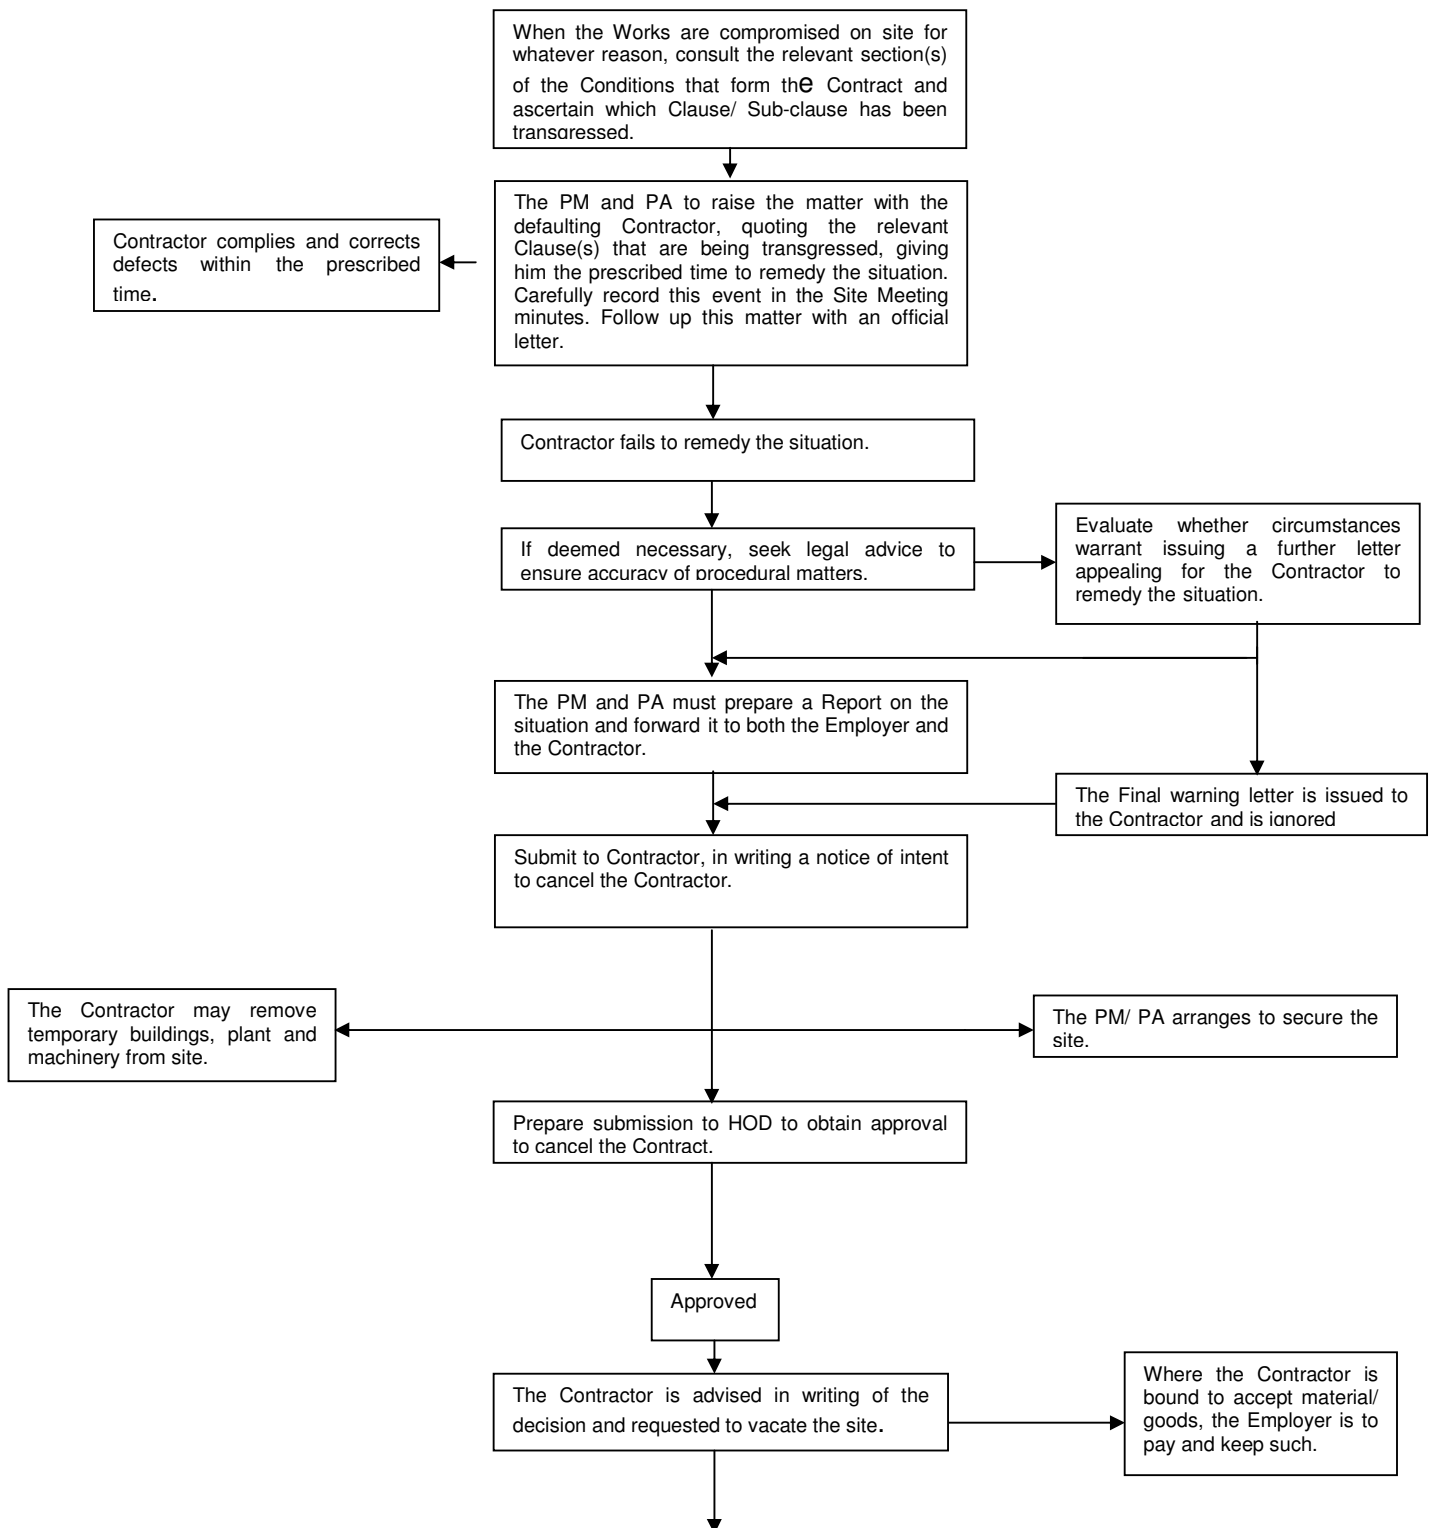 When the Works are compromised on site for
whatever reason, consult the relevant section(s)
of the Conditions that form the Contract and
ascertain which Clause/ Sub-clause has been
transgressed.
The PM and PA to raise the matter with the
defaulting Contractor, quoting the relevant
Clause(s) that are being transgressed, giving
him the prescribed time to remedy the situation.
Carefully record this event in the Site Meeting
minutes. Follow up this matter with an official
letter.
Contractor complies and corrects
defects within the prescribed
time.
Contractor fails to remedy the situation.
If deemed necessary, seek legal advice to
ensure accuracy of procedural matters.
Evaluate whether circumstances
warrant issuing a further letter
appealing for the Contractor to
remedy the situation.
The PM and PA must prepare a Report on the
situation and forward it to both the Employer and
the Contractor.
The Final warning letter is issued to
the Contractor and is ignored
Submit to Contractor, in writing a notice of intent
to cancel the Contractor.
The Contractor may remove
temporary buildings, plant and
machinery from site.
The PM/ PA arranges to secure the
site.
Prepare submission to HOD to obtain approval
to cancel the Contract.
Approved
The Contractor is advised in writing of the
decision and requested to vacate the site.
Where the Contractor is
bound to accept material/
goods, the Employer is to
pay and keep such.